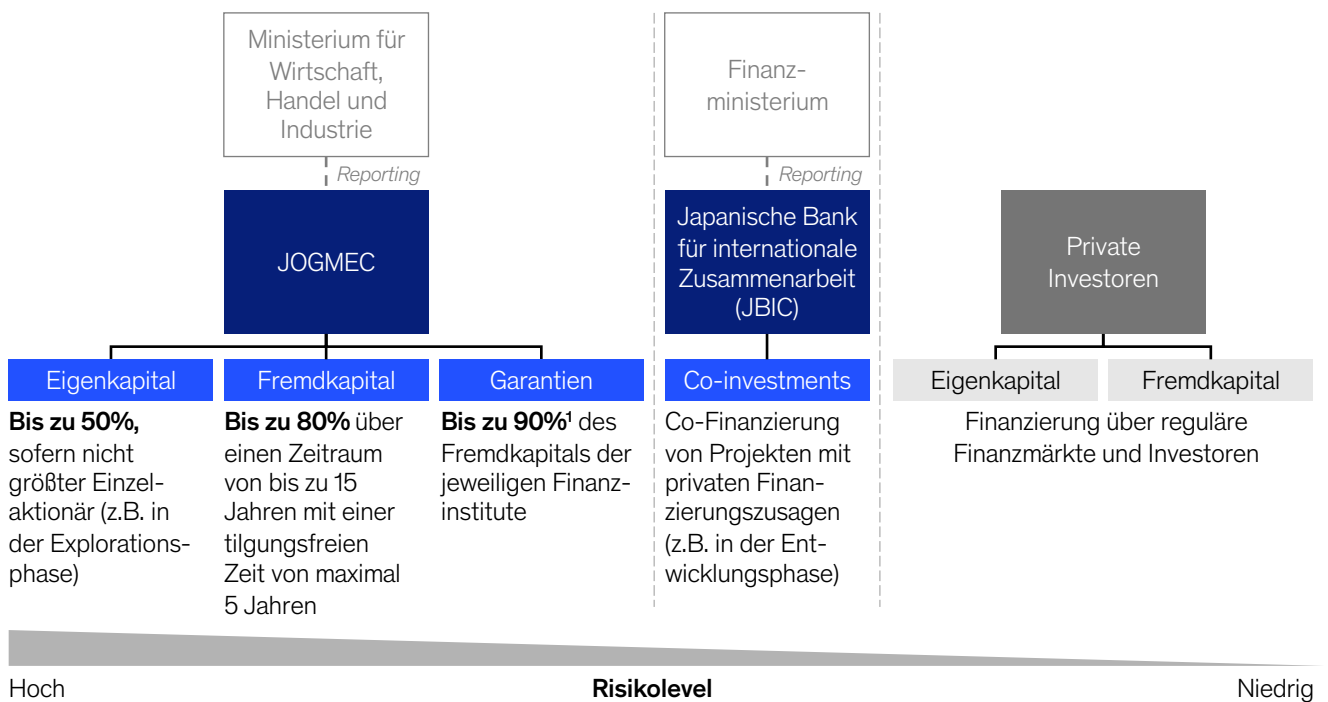 Ministerium für
Wirtschaft,
Handel und
Industrie
Finanz-
ministerium
Reporting
Reporting
JOGMEC
Japanische Bank
für internationale
Zusammenarbeit
(JBIC)
Private
Investoren
Eigenkapital
Fremdkapital
Garantien
Co-investments
Eigenkapital
Fremdkapital
Bis zu 50%,
sofern nicht
größter Einzel-
aktionär (z.B. in
der Explorations-
phase)
Bis zu 80% über
einen Zeitraum
von bis zu 15
Jahren mit einer
tilgungsfreien
Zeit von maximal
5 Jahren
Bis zu 90%¹ des
Fremdkapitals der
jeweiligen Finanz-
institute
Co-Finanzierung
von Projekten mit
privaten Finan-
zierungszusagen
(z.B. in der Ent-
wicklungsphase)
Finanzierung über reguläre
Finanzmärkte und Investoren
Hoch
Risikolevel
Niedrig